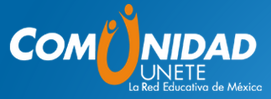 COMUNIDAD
UNETE
La Red Educativa de México